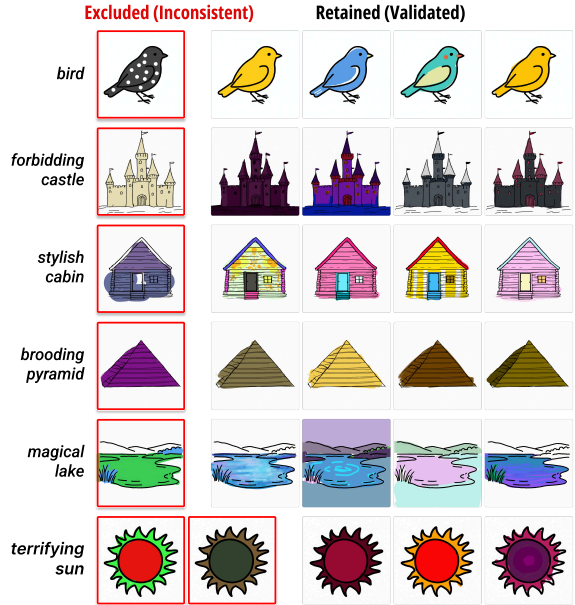 Excluded (Inconsistent) Retained (Validated)
bird
forbidding
castle
stylish
cabin
brooding
pyramid
magical
lake
terrifying
sun